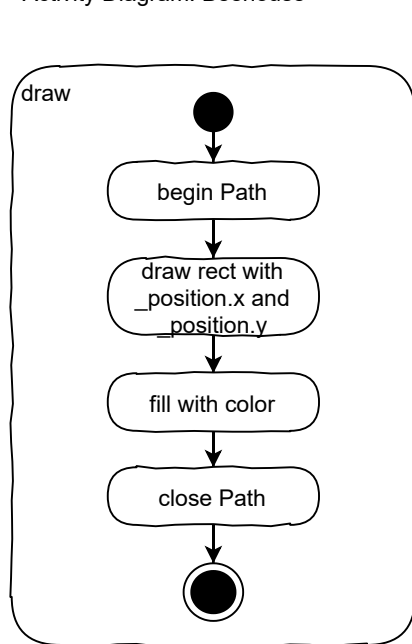 Activity Diagram: Beehouse
draw
begin Path
draw rect with
_position.x and
_position.y
fill with color
close Path